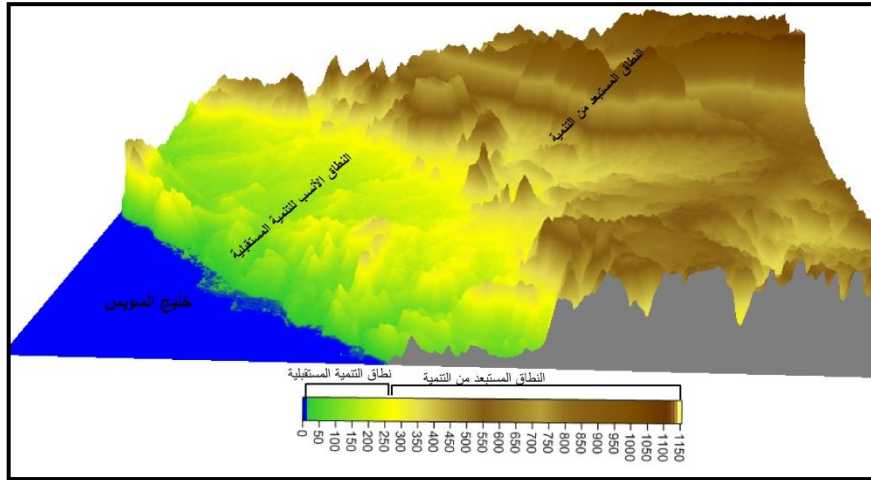 النطاق المستبعد من التنمية
النطاق الأنسب للتنمية المستقبلية
خليج السويس
نطاق التنمية المستقبلية
النطاق المستبعد من التنمية
0 50 100 150 200 250 300 350 400 450 500 550 600 650 700 750 800 850 900 950 1000 1050 1100 1150